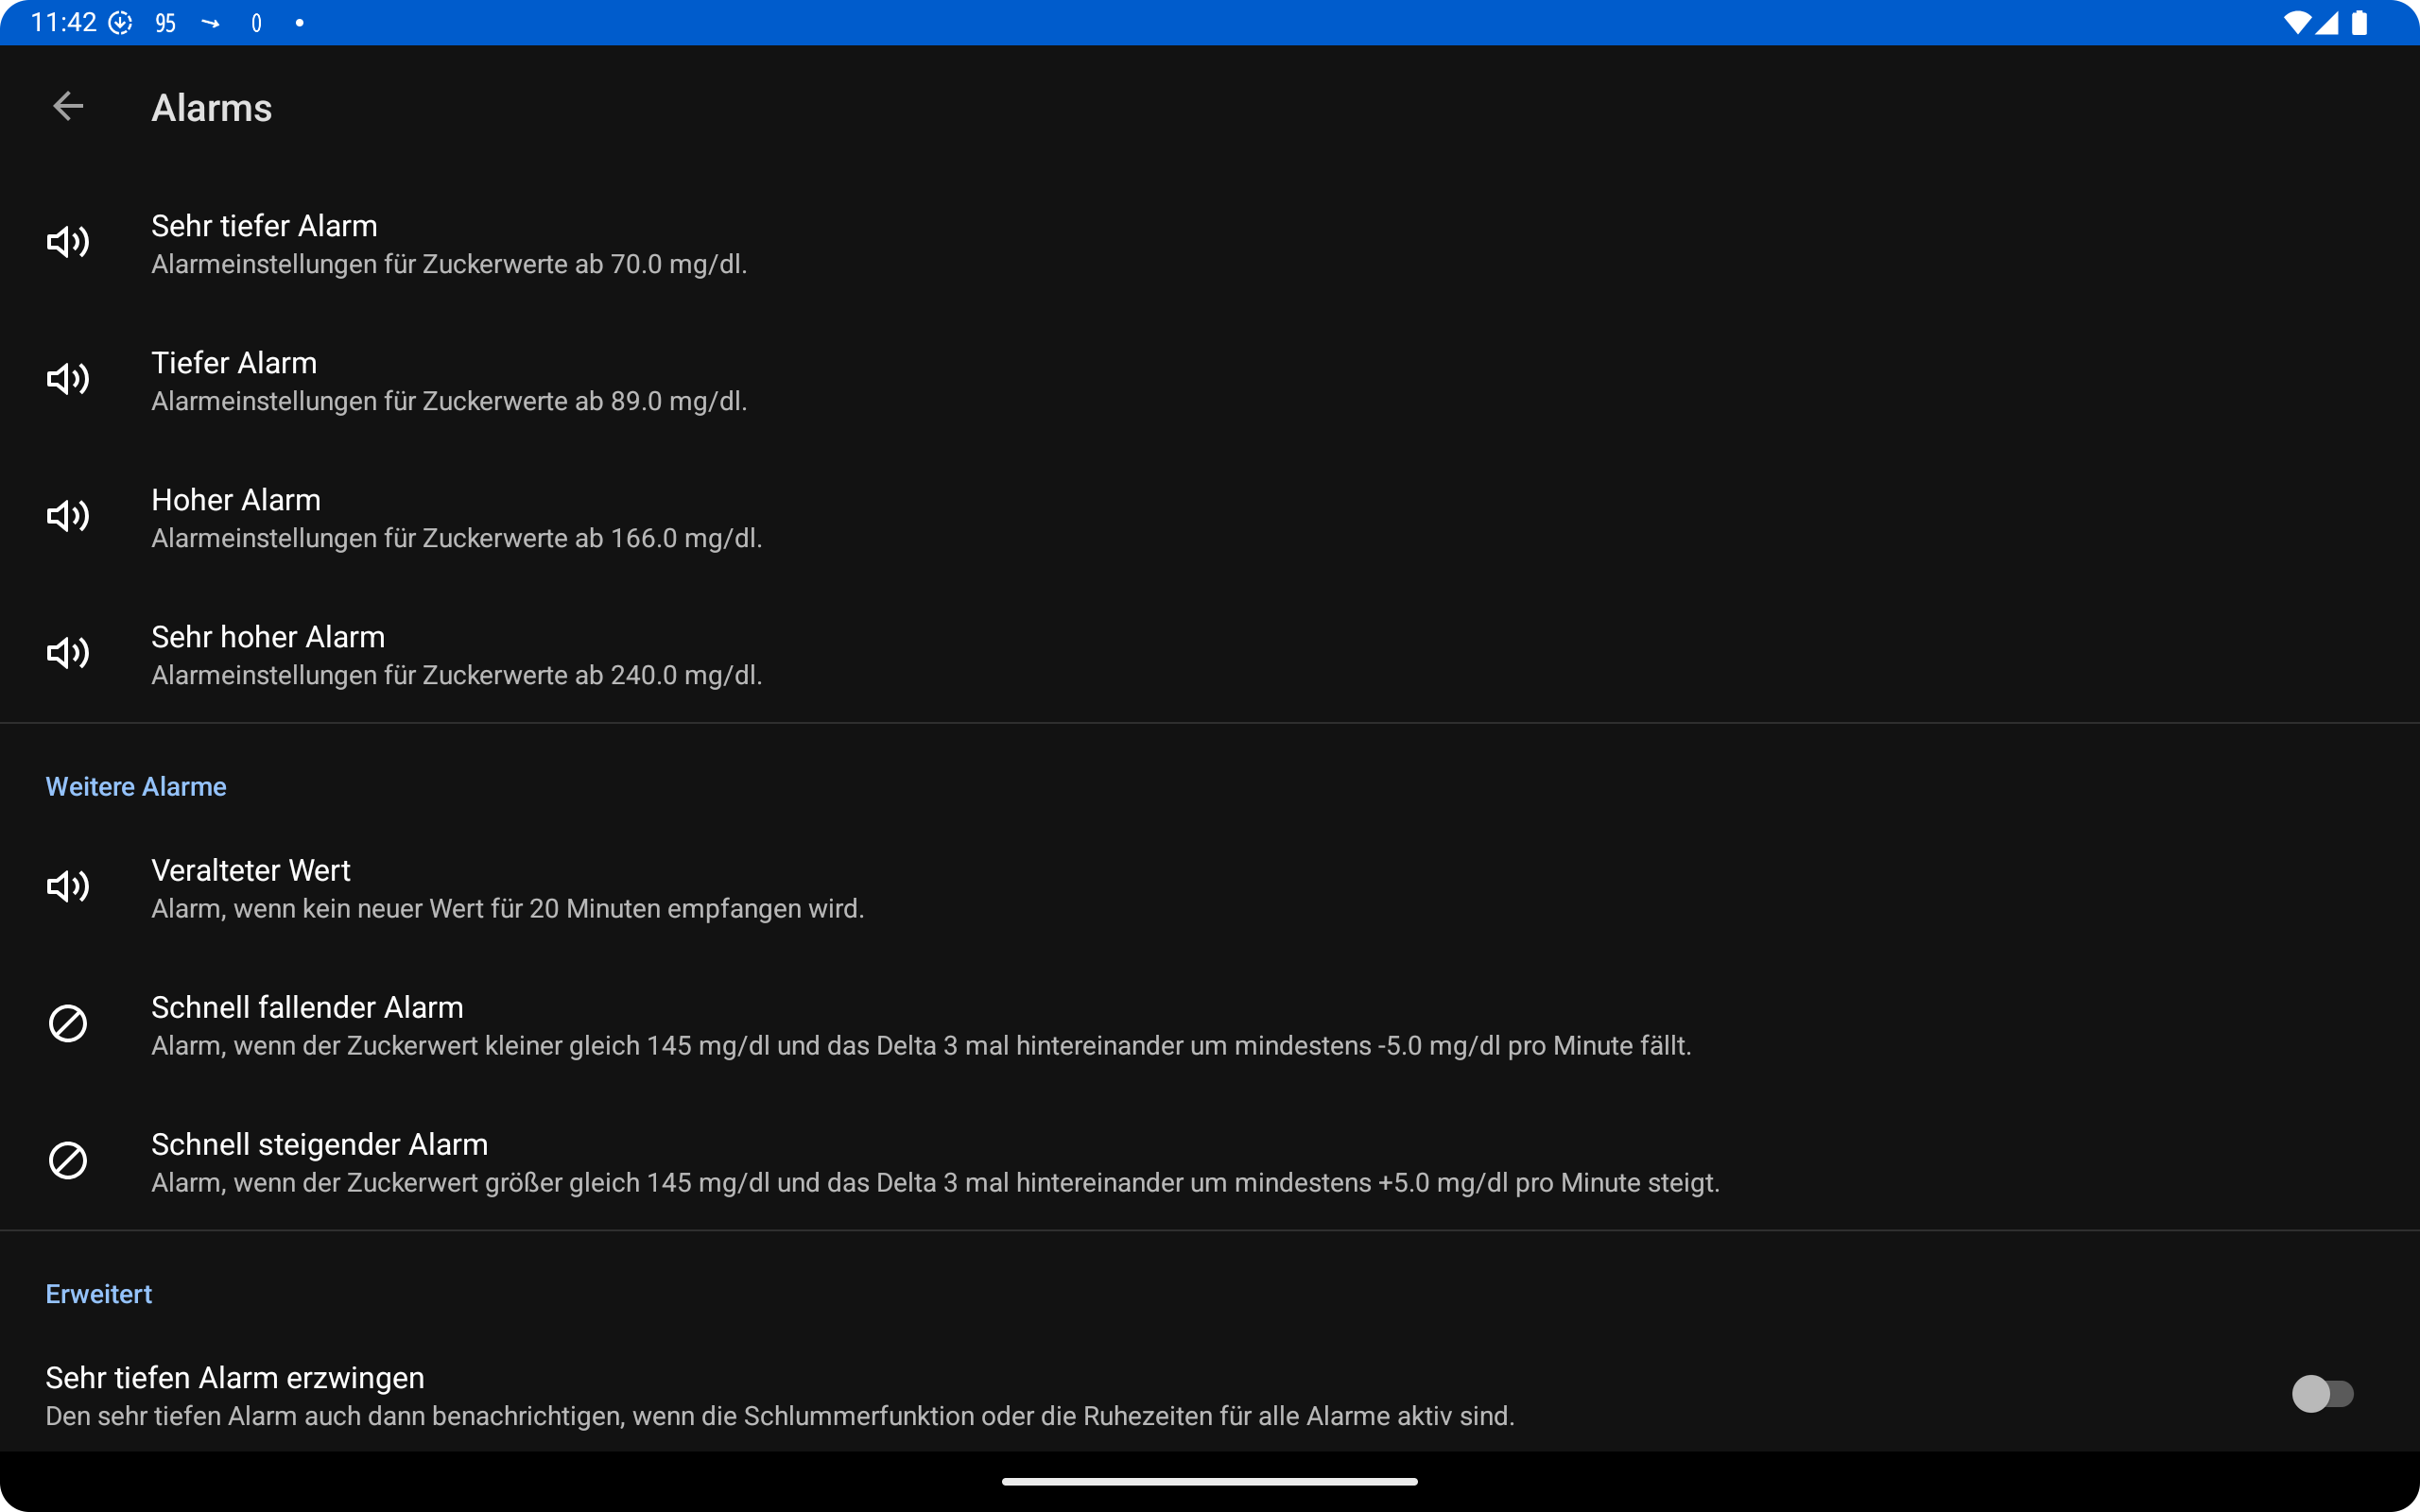 11:42 95 → 0 •
Alarms
Sehr tiefer Alarm
Alarmeinstellungen für Zuckerwerte ab 70.0 mg/dl.
Tiefer Alarm
Alarmeinstellungen für Zuckerwerte ab 89.0 mg/dl.
Hoher Alarm
Alarmeinstellungen für Zuckerwerte ab 166.0 mg/dl.
Sehr hoher Alarm
Alarmeinstellungen für Zuckerwerte ab 240.0 mg/dl.
Weitere Alarme
Veralteter Wert
Alarm, wenn kein neuer Wert für 20 Minuten empfangen wird.
Schnell fallender Alarm
Alarm, wenn der Zuckerwert kleiner gleich 145 mg/dl und das Delta 3 mal hintereinander um mindestens -5.0 mg/dl pro Minute fällt.
Schnell steigender Alarm
Alarm, wenn der Zuckerwert größer gleich 145 mg/dl und das Delta 3 mal hintereinander um mindestens +5.0 mg/dl pro Minute steigt.
Erweitert
Sehr tiefen Alarm erzwingen
Den sehr tiefen Alarm auch dann benachrichtigen, wenn die Schlummerfunktion oder die Ruhezeiten für alle Alarme aktiv sind.